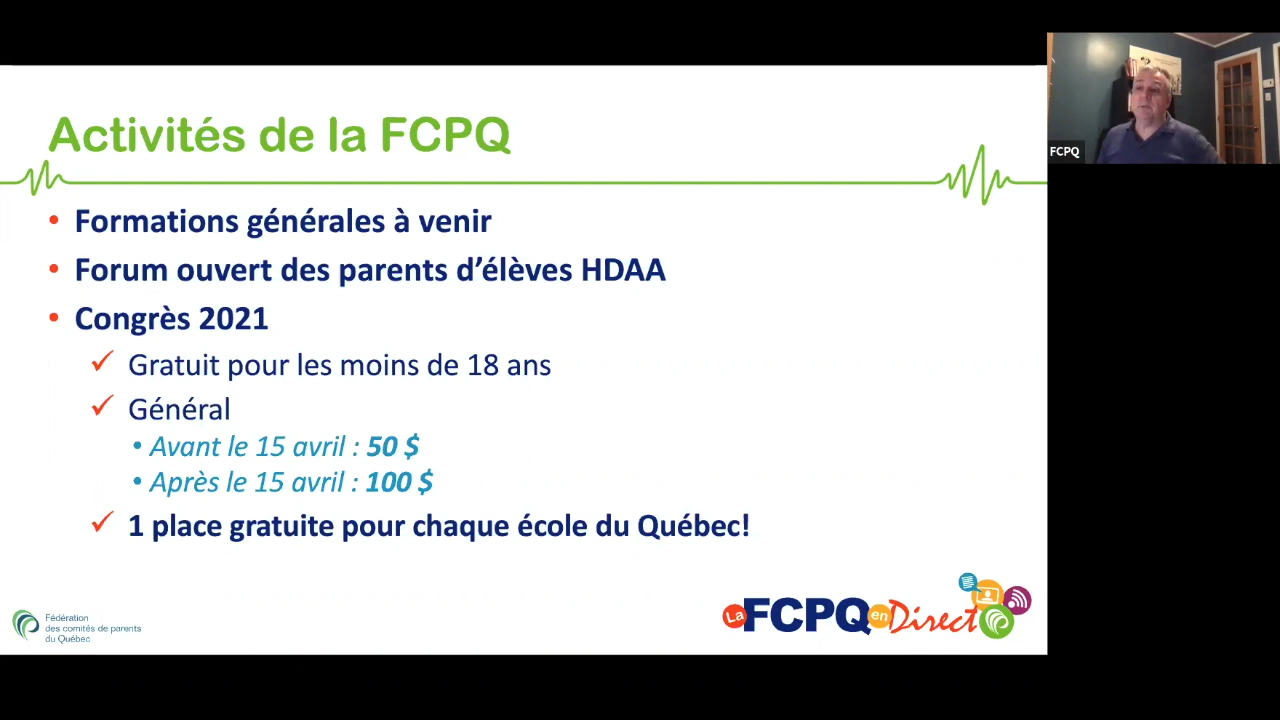 Activités de la FCPQ
FCPQ
• Formations générales à venir
• Forum ouvert des parents d’élèves HDAA
• Congrès 2021
✓ Gratuit pour les moins de 18 ans
✓ Général
• Avant le 15 avril : 50 $
• Après le 15 avril : 100 $
✓ 1 place gratuite pour chaque école du Québec!
Fédération
des comités de parents
du Québec
La FCPQ en Direct